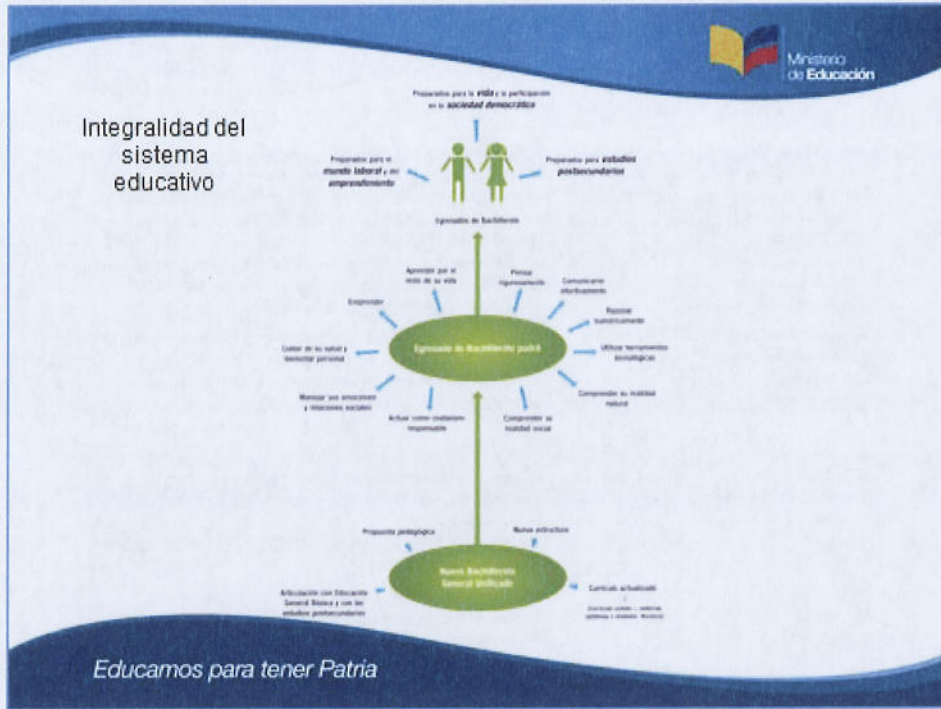 Ministerio
de Educación
Integralidad del
sistema
educativo
Preparados para la vida y la participación
en la sociedad democrática
Preparados para el
mundo laboral y del
emprendimiento
Preparados para estudios
postsecundarios
Egresados de Bachillerato
Aprender por el
resto de su vida
Pensar
rigurosamente
Comunicarse
efectivamente
Emprender
Razonar
numéricamente
Cuidar de su salud y
bienestar personal
Egresado de Bachillerato podrá
Utilizar herramientas
tecnológicas
Manejar sus emociones
y relaciones sociales
Comprender su realidad
natural
Actuar como ciudadano
responsable
Comprender su
realidad social
Propuesta pedagógica
Nueva estructura
Nuevo Bachillerato
General Unificado
Articulación con Educación
General Básica y con los
estudios postsecundarios
Currículo actualizado
Educamos para tener Patria